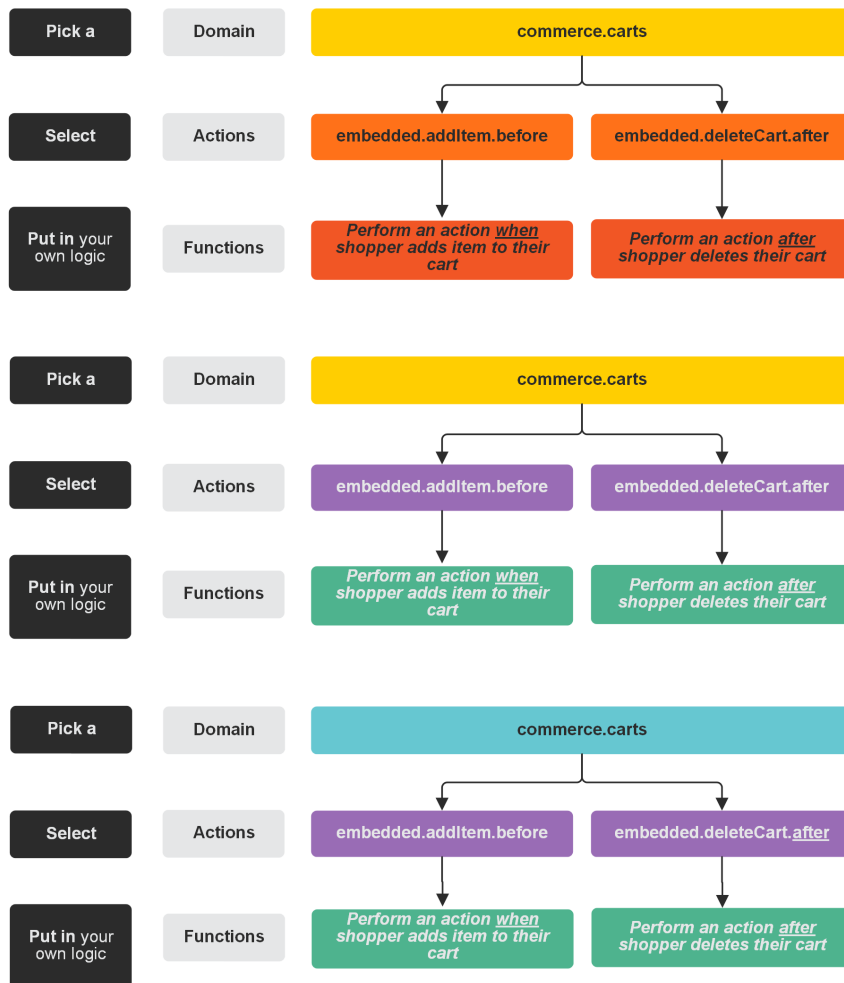 Pick a
Domain
commerce.carts
Select
Actions
embedded.addItem.before
embedded.deleteCart.after
Put in your
own logic
Functions
Perform an action when
shopper adds item to their
cart
Perform an action after
shopper deletes their cart
Pick a
Domain
commerce.carts
Select
Actions
embedded.addItem.before
embedded.deleteCart.after
Put in your
own logic
Functions
Perform an action when
shopper adds item to their
cart
Perform an action after
shopper deletes their cart
Pick a
Domain
commerce.carts
Select
Actions
embedded.addItem.before
embedded.deleteCart.after
Put in your
own logic
Functions
Perform an action when
shopper adds item to their
cart
Perform an action after
shopper deletes their cart